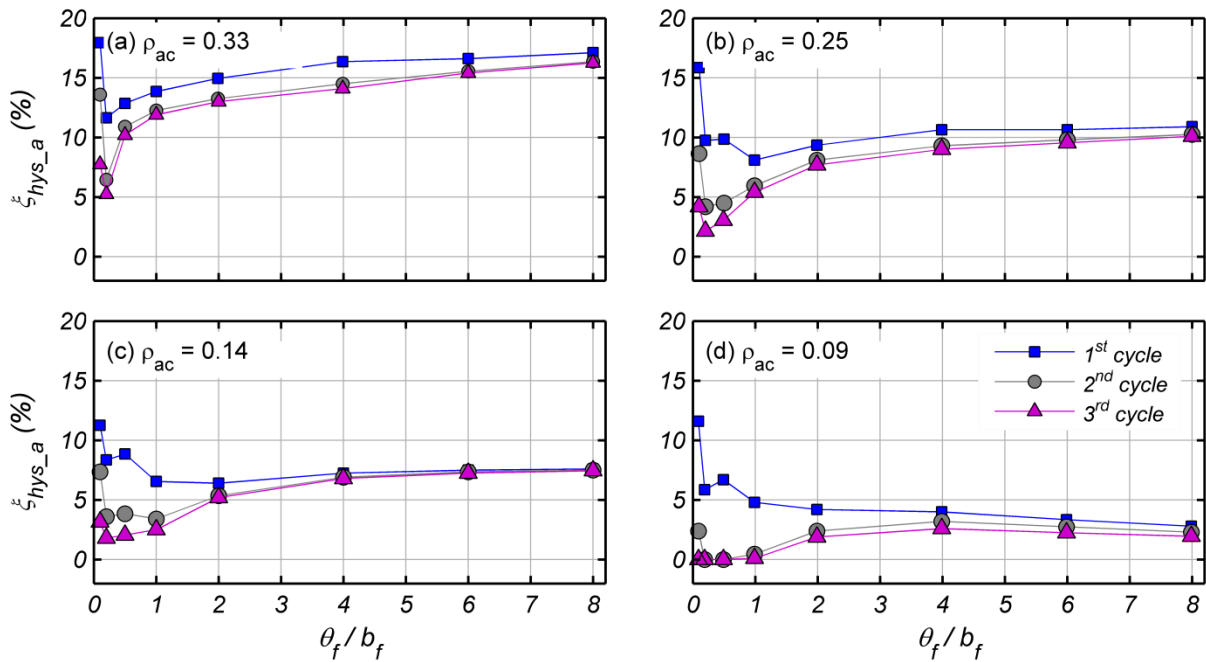 20
15
10
5
0
ξhys_a (%)
(a) ρac = 0.33
20
15
10
5
0
(b) ρac = 0.25
20
15
10
5
0
ξhys_a (%)
(c) ρac = 0.14
0 1 2 3 4 5 6 7 8
θf / bf
20
15
10
5
0
(d) ρac = 0.09
1st cycle
2nd cycle
3rd cycle
0 1 2 3 4 5 6 7 8
θf / bf